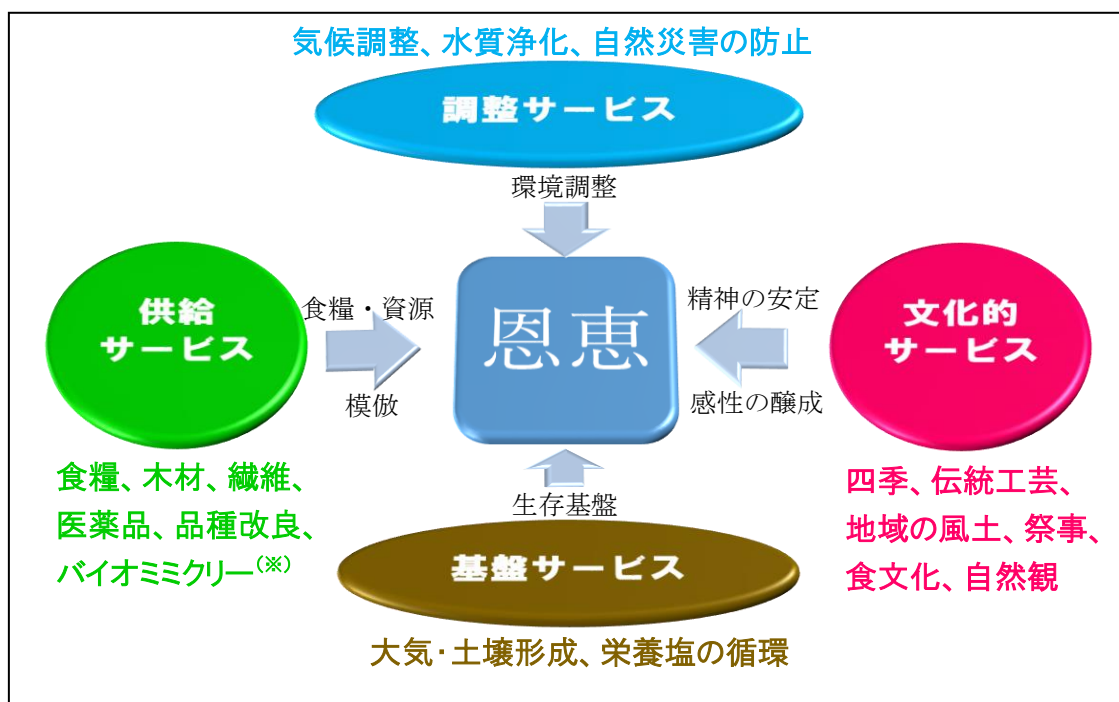 気候調整、水質浄化、自然災害の防止
調整サービス
環境調整
供給
サービス
食糧・資源
模倣
恩恵
精神の安定
感性の醸成
文化的
サービス
食糧、木材、繊維、
医薬品、品種改良、
バイオミミクリー(※)
四季、伝統工芸、
地域の風土、祭事、
食文化、自然観
生存基盤
基盤サービス
大気・土壌形成、栄養塩の循環